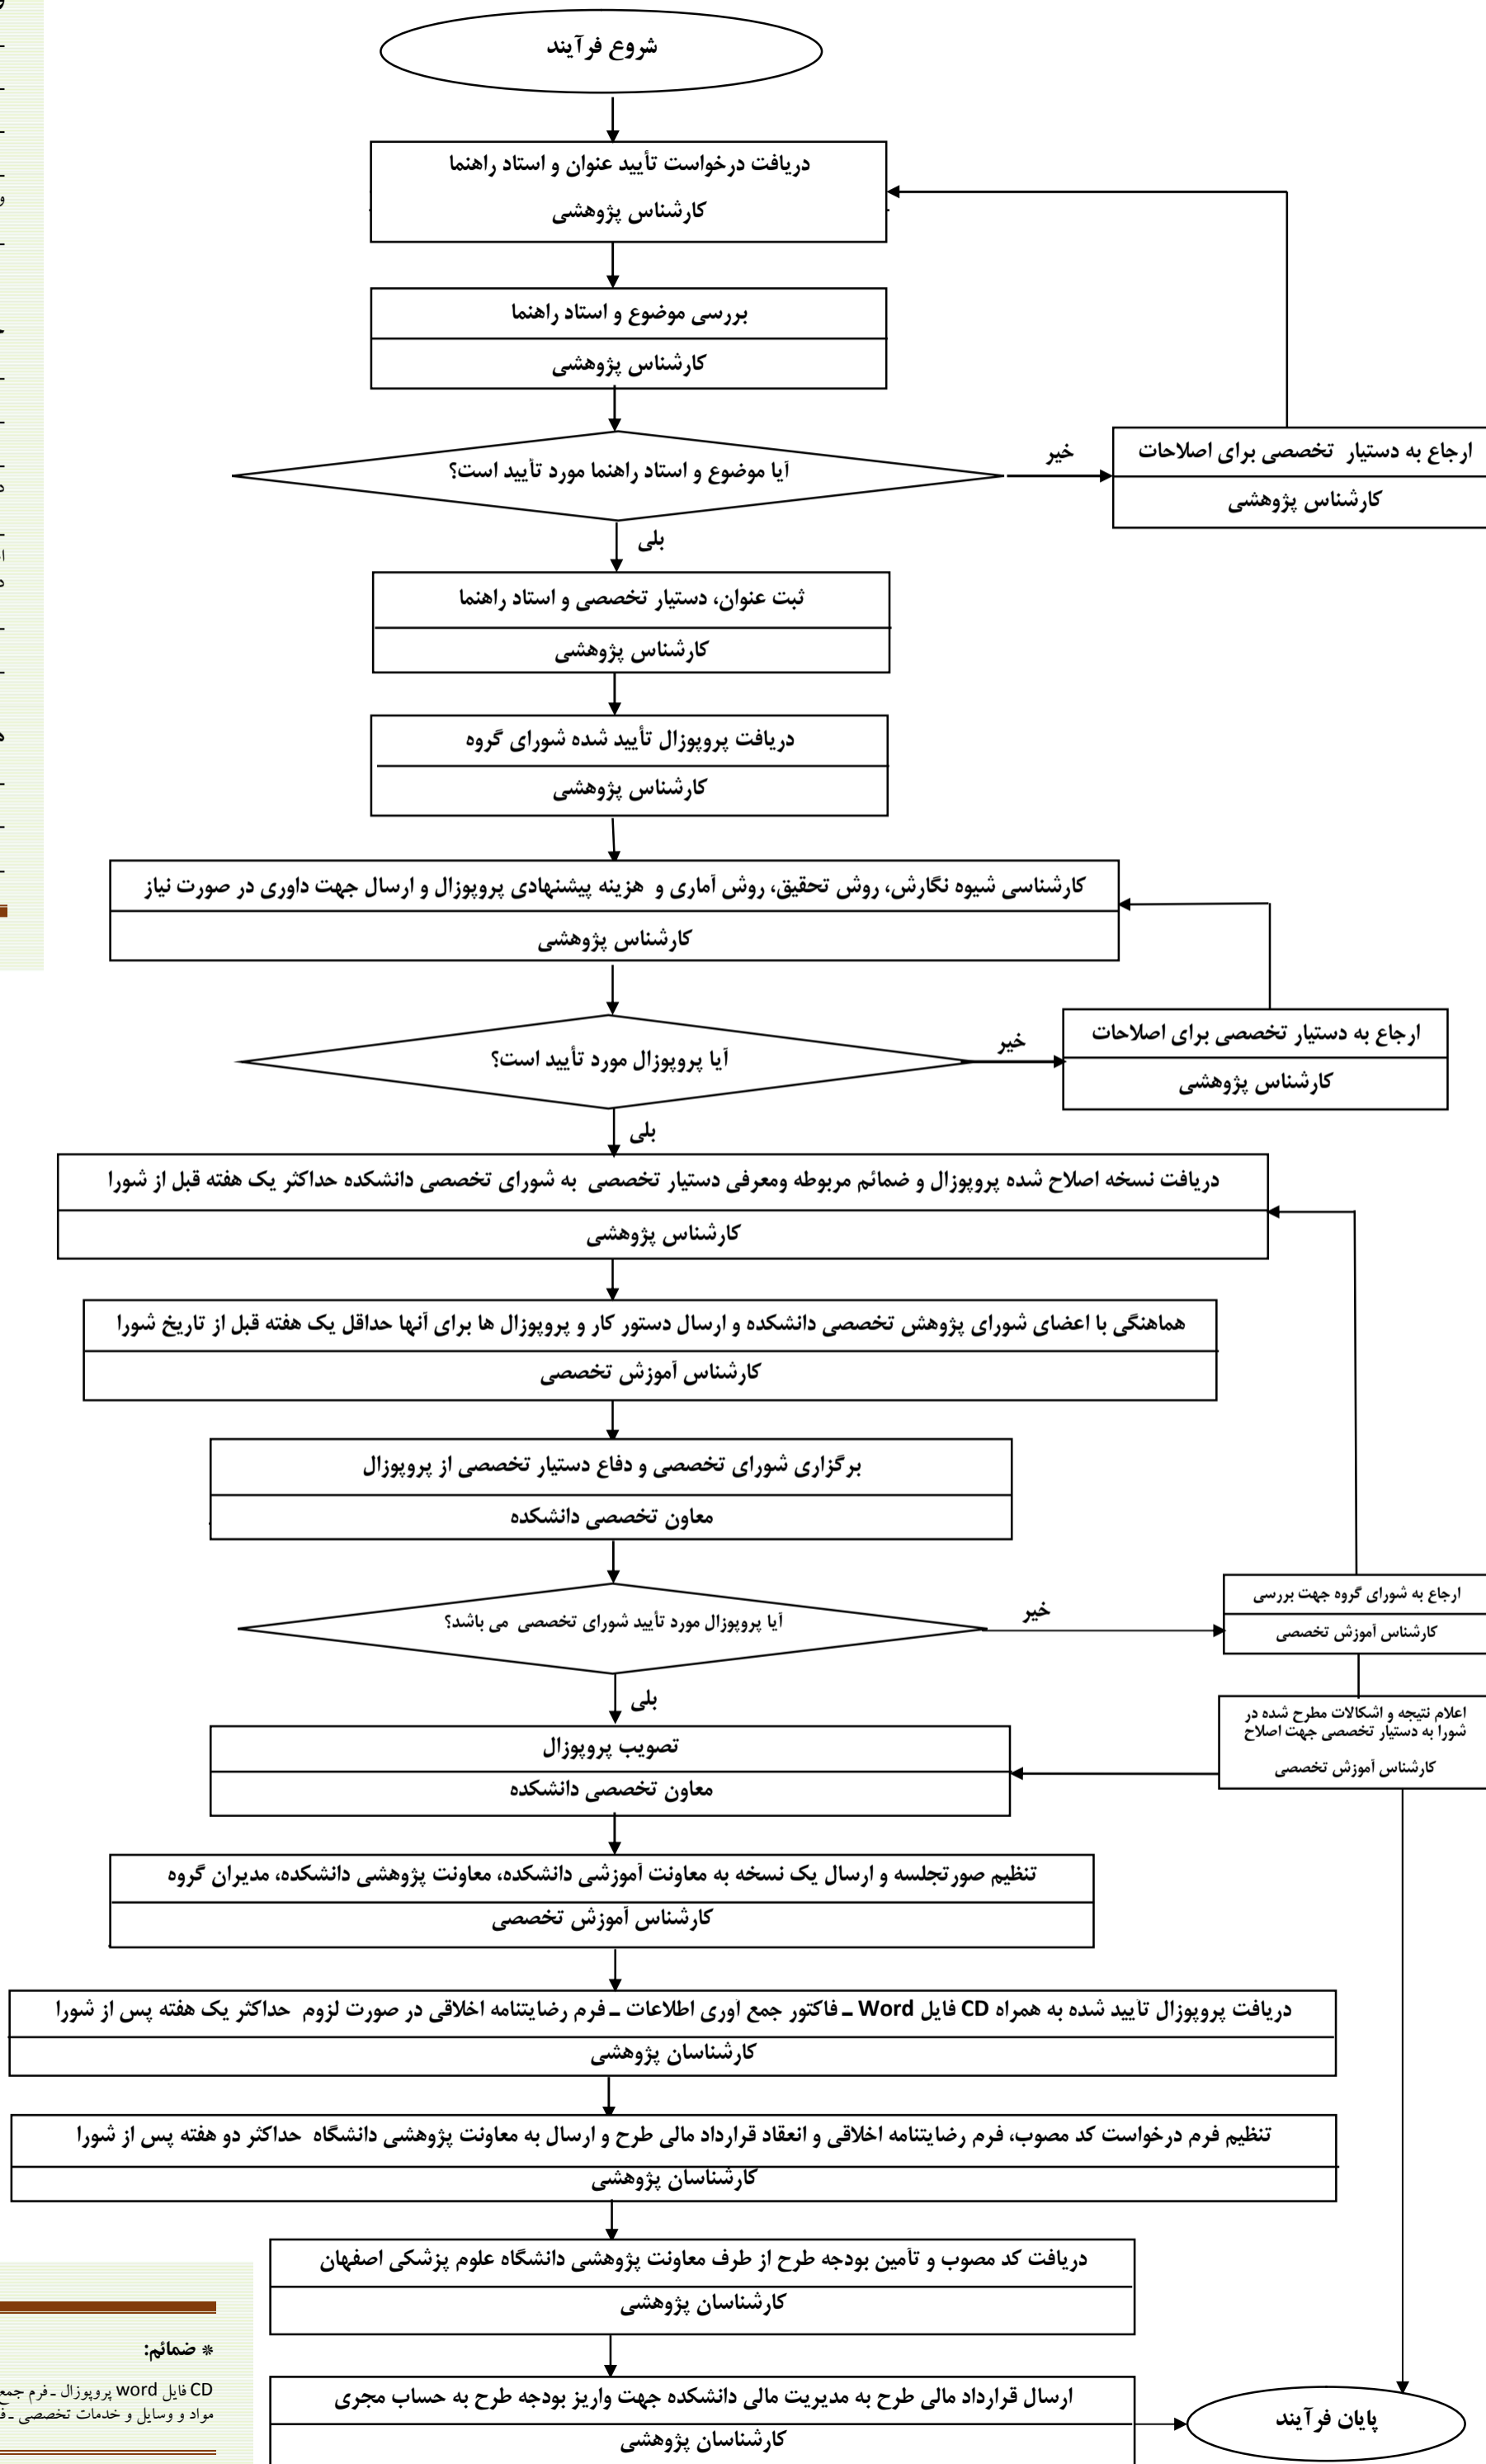 شروع فرآیند
دریافت درخواست تأیید عنوان و استاد راهنما
کارشناس پژوهشی
بررسی موضوع و استاد راهنما
کارشناس پژوهشی
آیا موضوع و استاد راهنما مورد تأیید است؟
خیر
ارجاع به دستیار تخصصی برای اصلاحات
کارشناس پژوهشی
بلی
ثبت عنوان، دستیار تخصصی و استاد راهنما
کارشناس پژوهشی
دریافت پروپوزال تأیید شده شورای گروه
کارشناس پژوهشی
کارشناسی شیوه نگارش، روش تحقیق، روش آماری و هزینه پیشنهادی پروپوزال و ارسال جهت داوری در صورت نیاز
کارشناس پژوهشی
آیا پروپوزال مورد تأیید است؟
خیر
ارجاع به دستیار تخصصی برای اصلاحات
کارشناس پژوهشی
بلی
دریافت نسخه اصلاح شده پروپوزال و ضمائم مربوطه ومعرفی دستیار تخصصی به شورای تخصصی دانشکده حداکثر یک هفته قبل از شورا
کارشناس پژوهشی
هماهنگی با اعضای شورای پژوهش تخصصی دانشکده و ارسال دستور کار و پروپوزال ها برای آنها حداقل یک هفته قبل از تاریخ شورا
کارشناس آموزش تخصصی
برگزاری شورای تخصصی و دفاع دستیار تخصصی از پروپوزال
معاون تخصصی دانشکده
آیا پروپوزال مورد تأیید شورای تخصصی می باشد؟
خیر
ارجاع به شورای گروه جهت بررسی
کارشناس آموزش تخصصی
بلی
اعلام نتیجه و اشکالات مطرح شده در
شورا به دستیار تخصصی جهت اصلاح
کارشناس آموزش تخصصی
تصویب پروپوزال
معاون تخصصی دانشکده
تنظیم صورتجلسه و ارسال یک نسخه به معاونت آموزشی دانشکده، معاونت پژوهشی دانشکده، مدیران گروه
کارشناس آموزش تخصصی
دریافت پروپوزال تأیید شده به همراه CD فایل Word ـ فاکتور جمع آوری اطلاعات ـ فرم رضایتنامه اخلاقی در صورت لزوم حداکثر یک هفته پس از شورا
کارشناسان پژوهشی
تنظیم فرم درخواست کد مصوب، فرم رضایتنامه اخلاقی و انعقاد قرارداد مالی طرح و ارسال به معاونت پژوهشی دانشگاه حداکثر دو هفته پس از شورا
کارشناسان پژوهشی
دریافت کد مصوب و تأمین بودجه طرح از طرف معاونت پژوهشی دانشگاه علوم پزشکی اصفهان
کارشناسان پژوهشی
ارسال قرارداد مالی طرح به مدیریت مالی دانشکده جهت واریز بودجه طرح به حساب مجری
کارشناسان پژوهشی
پایان فرآیند
* ضمائم:
CD فایل word پروپوزال ـ فرم جمع
مواد و وسایل و خدمات تخصصی ـ